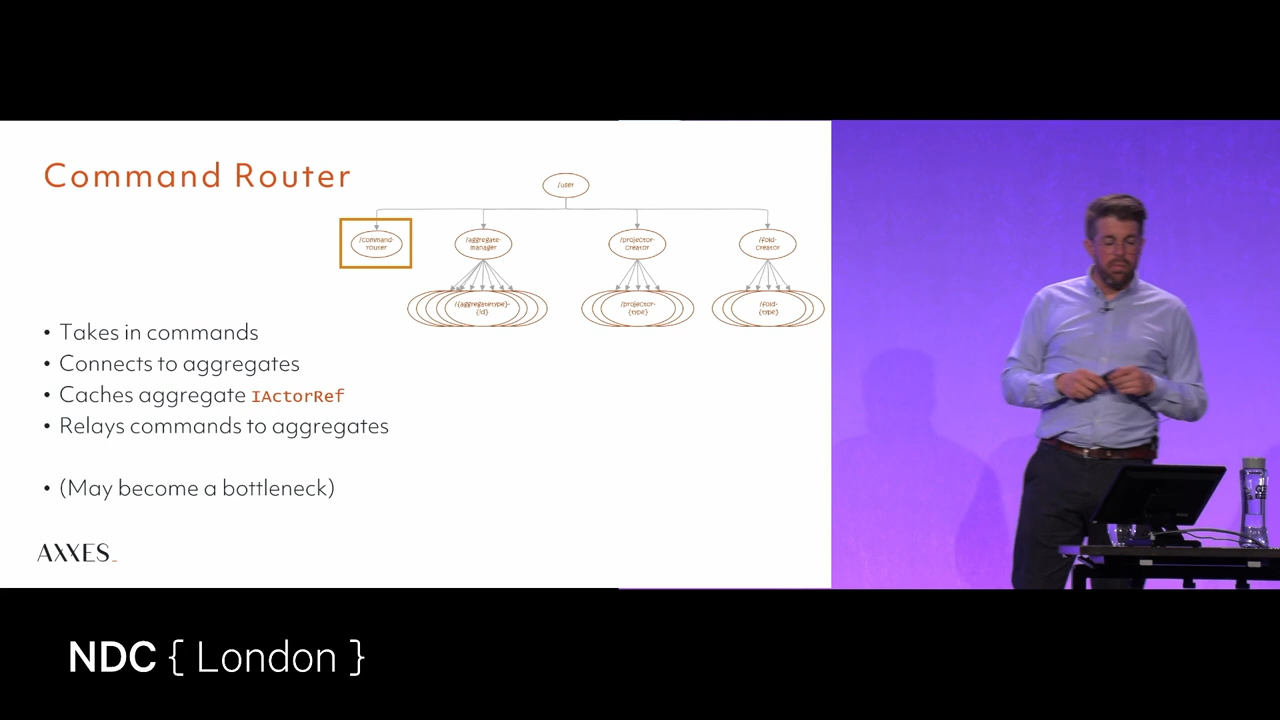 Command Router
/user
/command-
router
/aggregate-
manager
/projector-
creator
/fold-
creator
/{aggregatetype}-
{id}
/projector-
{type}
/fold-
{type}
• Takes in commands
• Connects to aggregates
• Caches aggregate IActorRef
• Relays commands to aggregates
• (May become a bottleneck)
AXXES_
NDC { London }